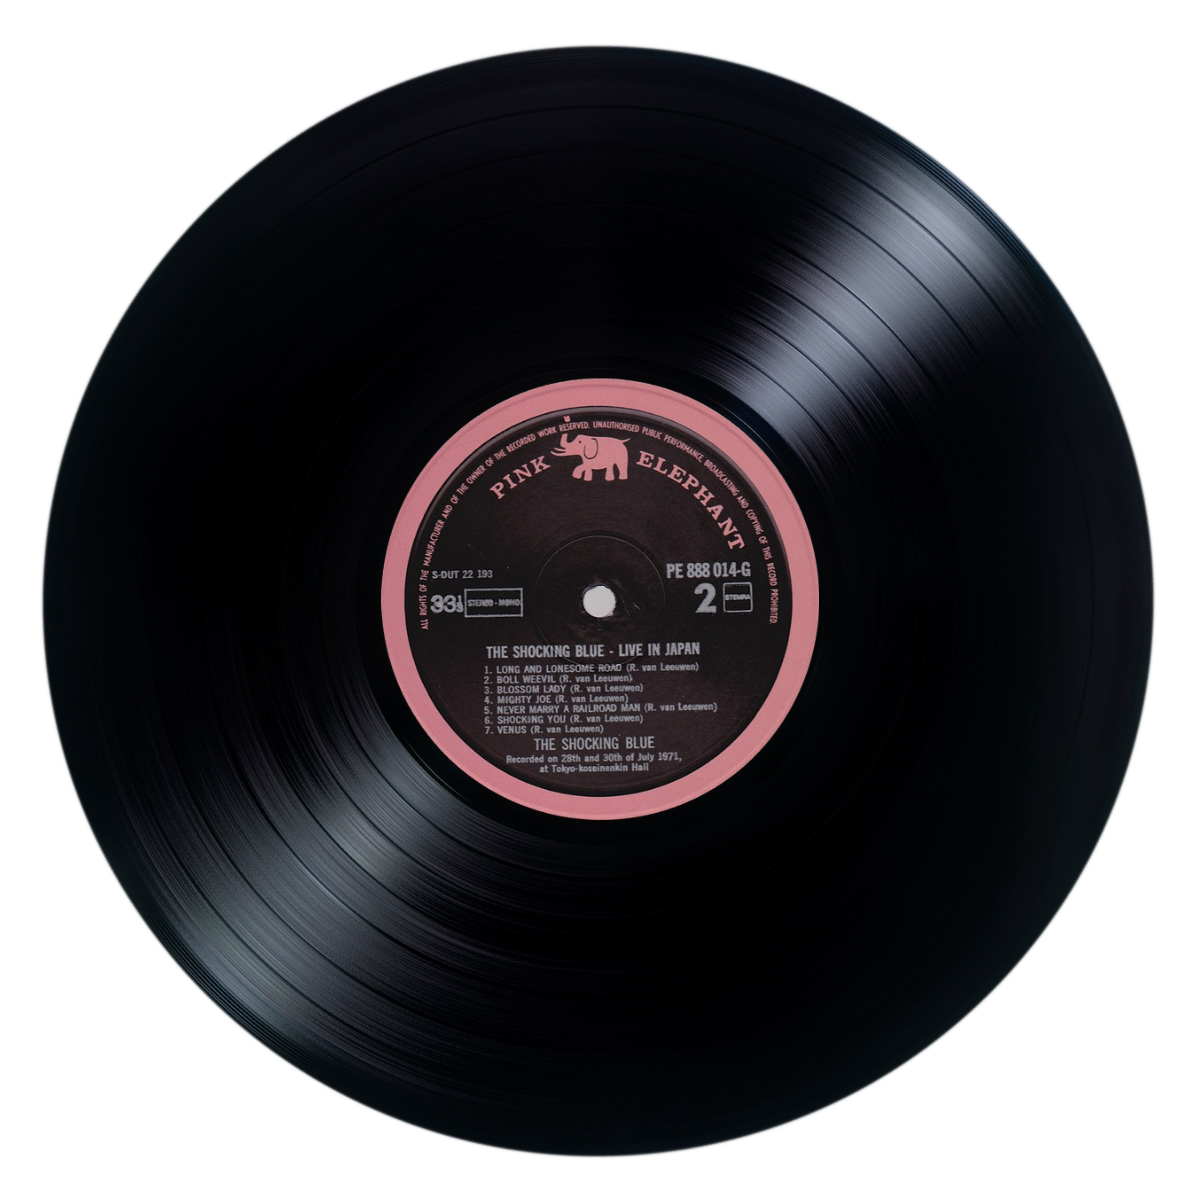 ALL RIGHTS OF THE MANUFACTURER AND OF THE OWNER OF THE RECORDED WORK RESERVED. UNAUTHORISED PUBLIC PERFORMANCE, BROADCASTING AND COPYING OF THIS RECORD PROHIBITED
PINK ELEPHANT
S-DUT 22 193
PE 888 014-G
33⅓
STEREO - MONO
2
STEMRA
THE SHOCKING BLUE - LIVE IN JAPAN
1. LONG AND LONESOME ROAD (R. van Leeuwen)
2. BOLL WEEVIL (R. van Leeuwen)
3. BLOSSOM LADY (R. van Leeuwen)
4. MIGHTY JOE (R. van Leeuwen)
5. NEVER MARRY A RAILROAD MAN (R. van Leeuwen)
6. SHOCKING YOU (R. van Leeuwen)
7. VENUS (R. van Leeuwen)
THE SHOCKING BLUE
Recorded on 28th and 30th of July 1971,
at Tokyo-koseinenkin Hall